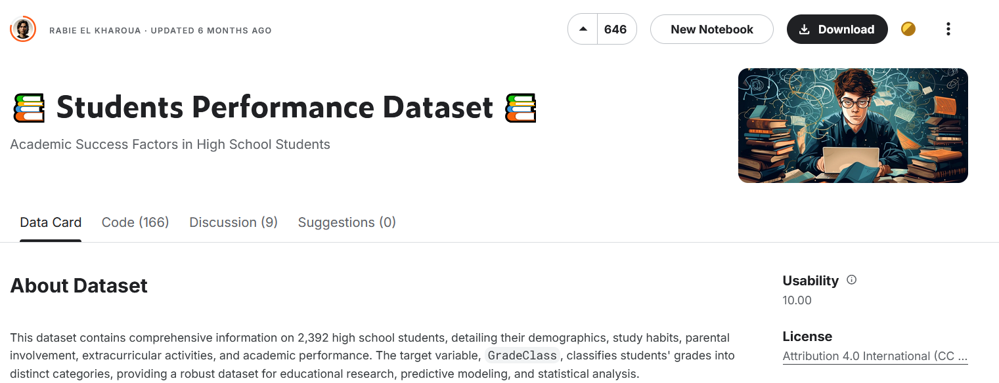 RABIE EL KHAROUA · UPDATED 6 MONTHS AGO
646
New Notebook
Download
📚 Students Performance Dataset 📚
Academic Success Factors in High School Students
Data Card
Code (166)
Discussion (9)
Suggestions (0)
About Dataset
This dataset contains comprehensive information on 2,392 high school students, detailing their demographics, study habits, parental
involvement, extracurricular activities, and academic performance. The target variable, GradeClass, classifies students' grades into
distinct categories, providing a robust dataset for educational research, predictive modeling, and statistical analysis.
Usability
10.00
License
Attribution 4.0 International (CC ...